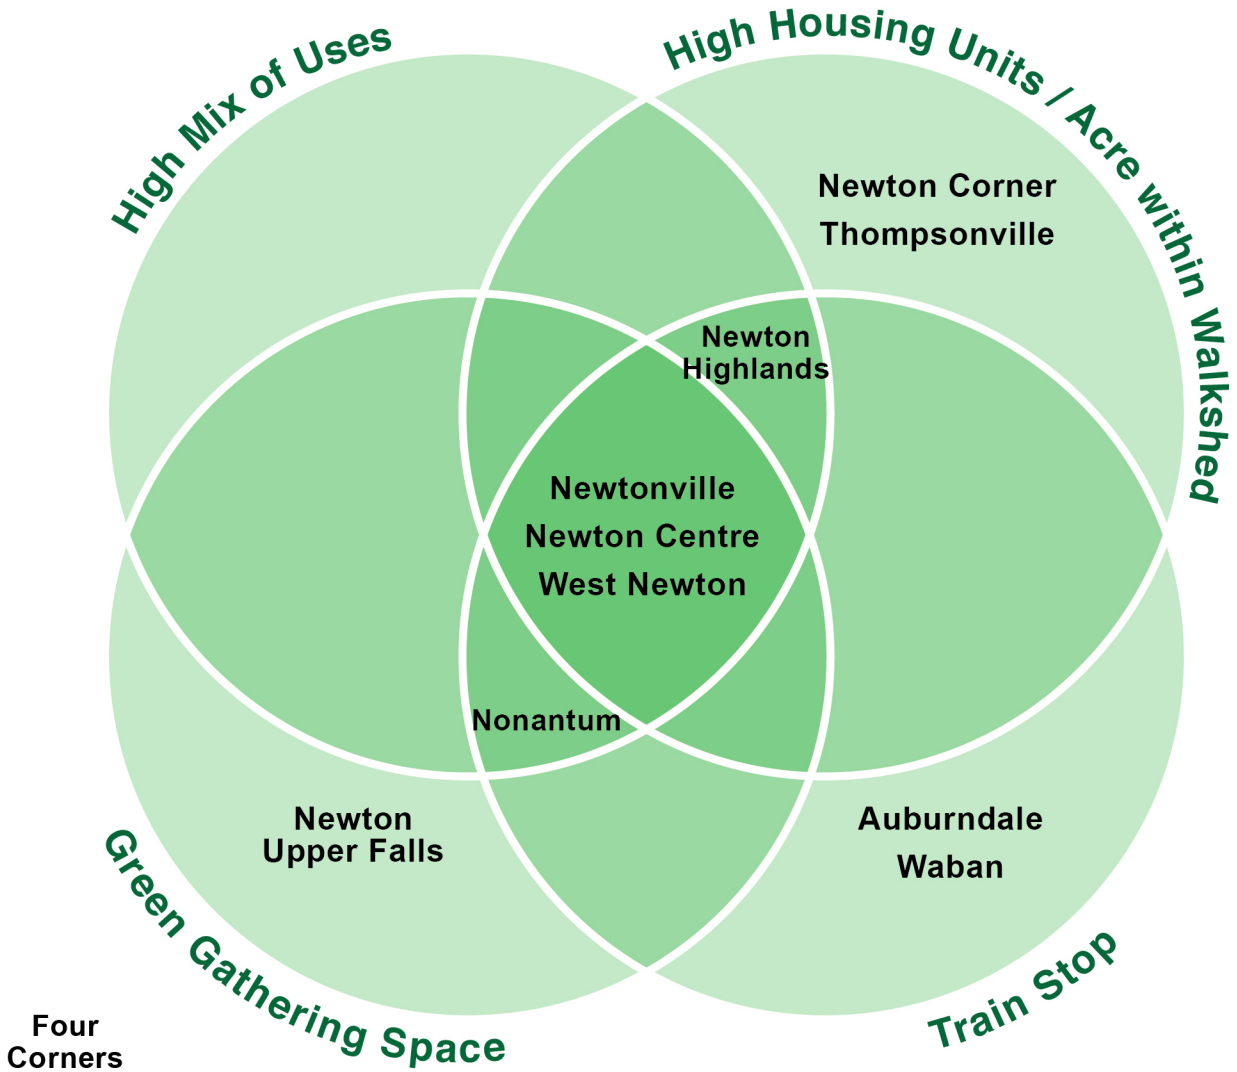 High Mix of Uses
High Housing Units / Acre within Walkshed
Newton Corner
Thompsonville
Newton
Highlands
Newtonville
Newton Centre
West Newton
Nonantum
Newton
Upper Falls
Auburndale
Waban
Green Gathering Space
Train Stop
Four
Corners